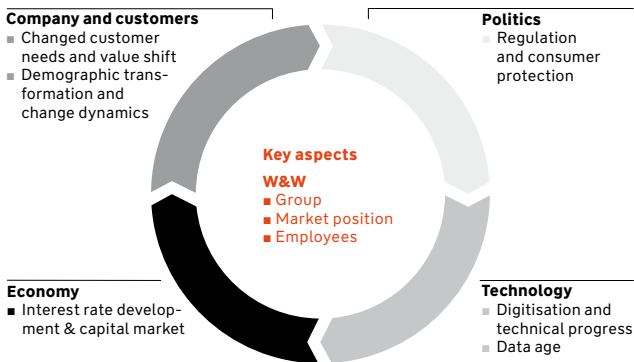 Company and customers
Changed customer
needs and value shift
Demographic trans-
formation and
change dynamics
Politics
Regulation
and consumer
protection
Key aspects
W&W
Group
Market position
Employees
Economy
Interest rate develop-
ment & capital market
Technology
Digitisation and
technical progress
Data age